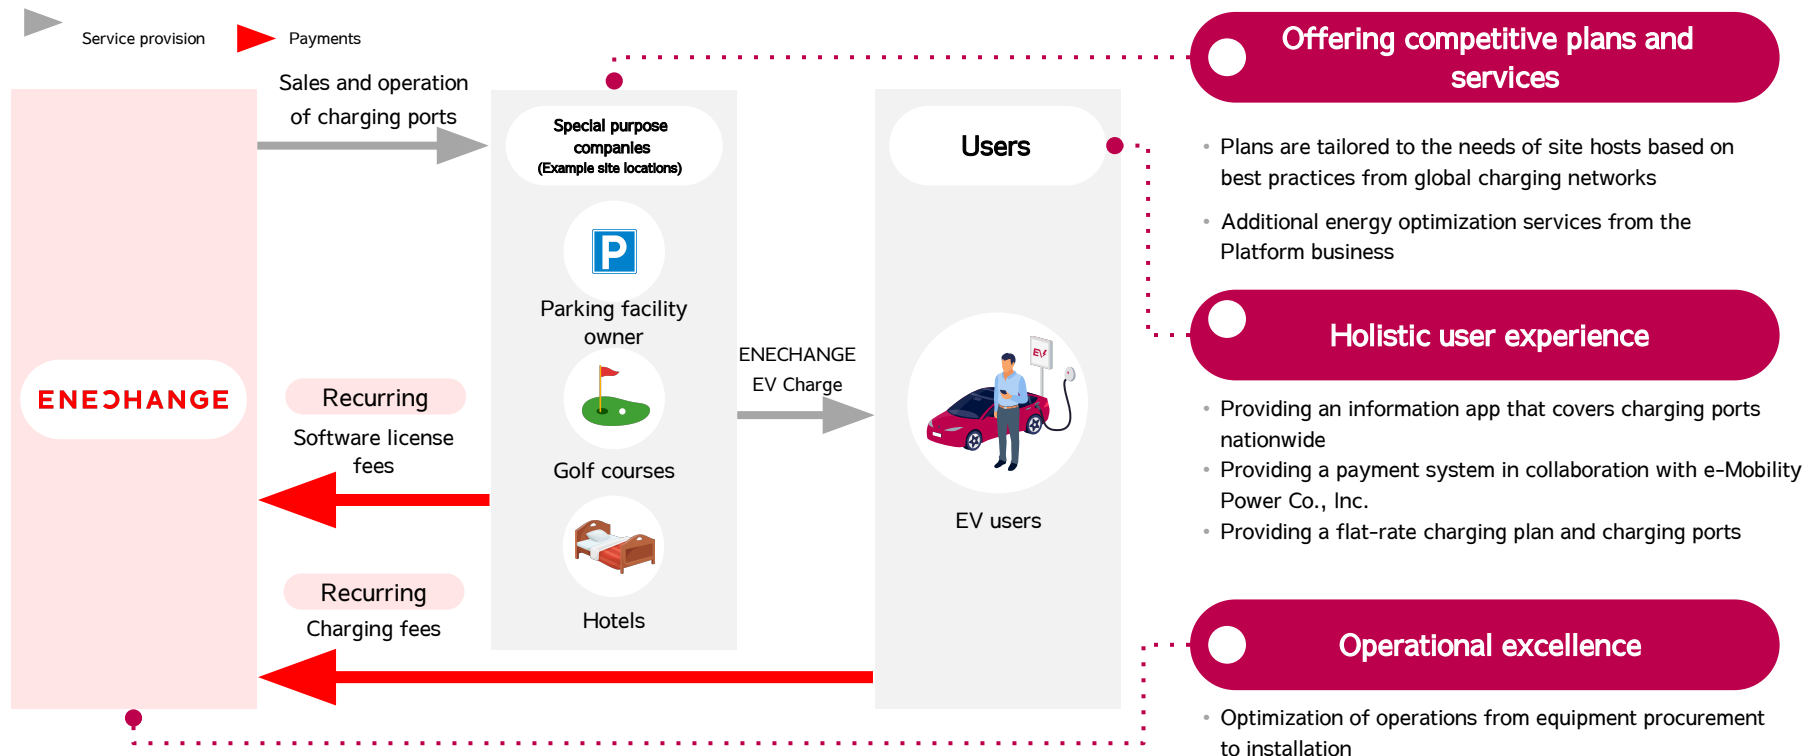 Service provision
Payments
Sales and operation
of charging ports
Special purpose
companies
(Example site locations)
P
Parking facility
owner
Golf courses
Hotels
ENECHANGE
Recurring
Software license
fees
Recurring
Charging fees
ENECHANGE
EV Charge
Users
EV
EV users
Offering competitive plans and
services
• Plans are tailored to the needs of site hosts based on
best practices from global charging networks
• Additional energy optimization services from the
Platform business
Holistic user experience
• Providing an information app that covers charging ports
nationwide
• Providing a payment system in collaboration with e-Mobility
Power Co., Inc.
• Providing a flat-rate charging plan and charging ports
Operational excellence
• Optimization of operations from equipment procurement
to installation